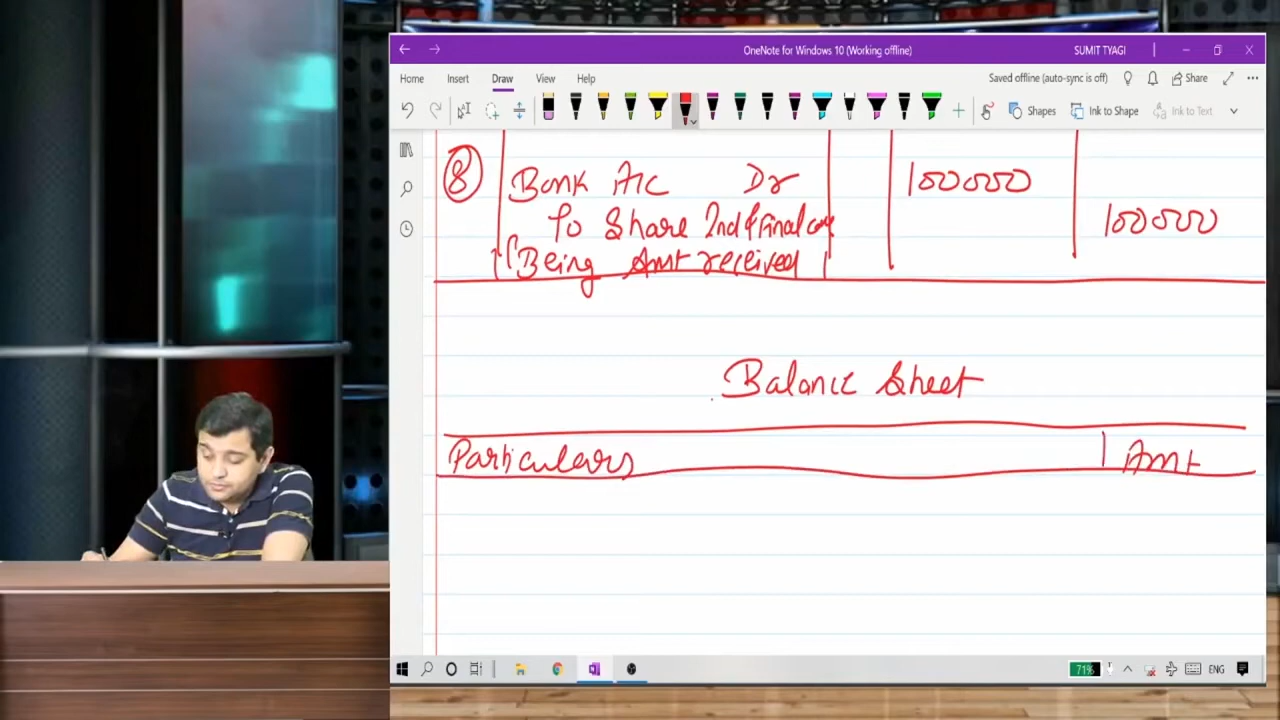 OneNote for Windows 10 (Working offline)
SUMIT TYAGI
Home Insert Draw View Help
Saved offline (auto-sync is off)
Share
Shapes
Ink to Shape
Ink to Text
8 Bank A/c Dr 100000
To Share IInd & Final call 100000
(Being Amt received)
Balance Sheet
Particulars Amt
71%
ENG